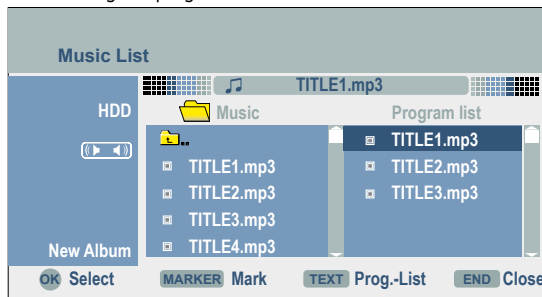 Music List
TITLE1.mp3
HDD
Music
Program list
..
TITLE1.mp3
TITLE2.mp3
TITLE3.mp3
TITLE4.mp3
TITLE1.mp3
TITLE2.mp3
TITLE3.mp3
New Album
OK Select MARKER Mark TEXT Prog.-List END Close